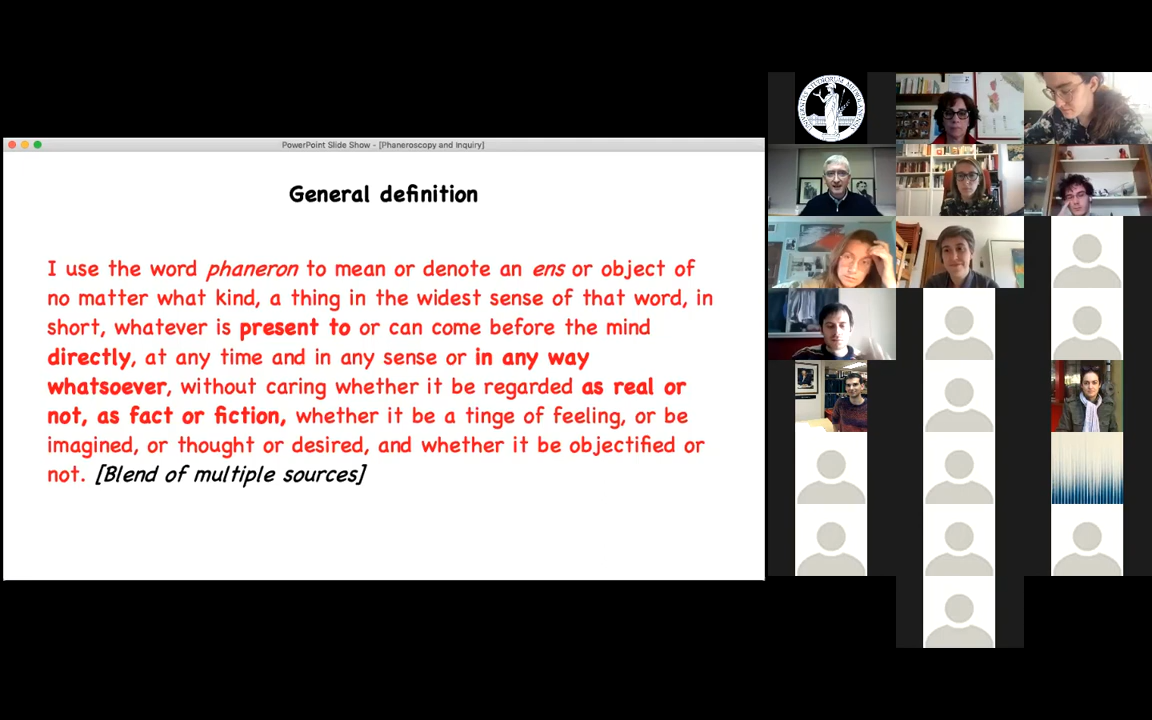 PowerPoint Slide Show - [Phaneroscopy and Inquiry]
General definition
I use the word phaneron to mean or denote an ens or object of
no matter what kind, a thing in the widest sense of that word, in
short, whatever is present to or can come before the mind
directly, at any time and in any sense or in any way
whatsoever, without caring whether it be regarded as real or
not, as fact or fiction, whether it be a tinge of feeling, or be
imagined, or thought or desired, and whether it be objectified or
not. [Blend of multiple sources]
UNIVERSITAS STUDIORUM MEDIOLANENSIS